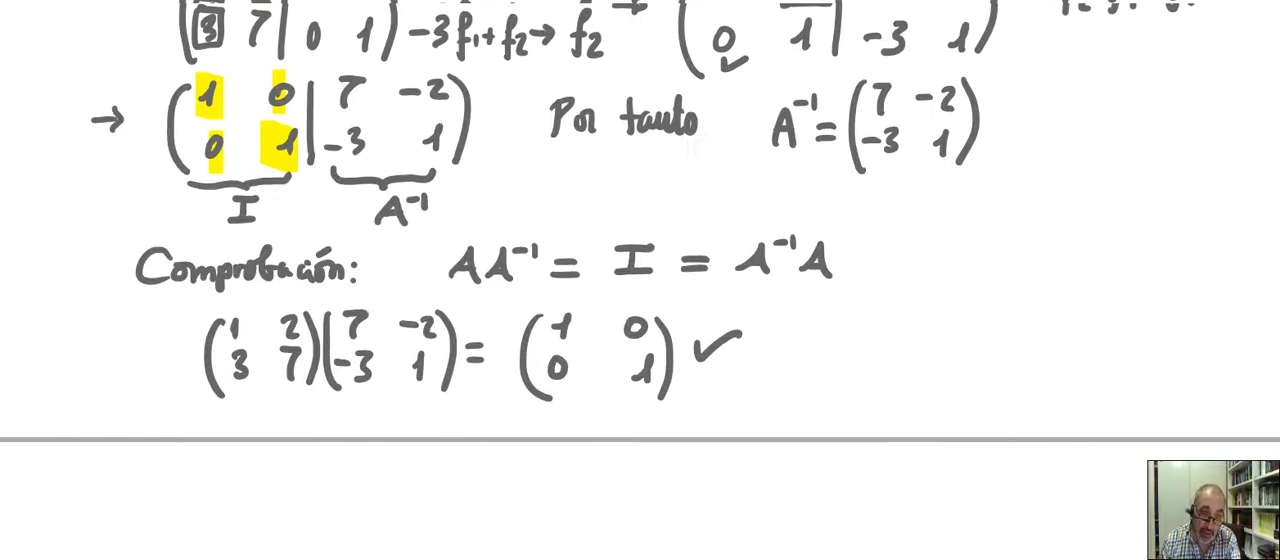 3 7 | 0 1 ) -3f₁+f₂→ f₂ → ( 0 1 | -3 1 )
→ ( 1 0 | 7 -2
0 1 | -3 1 ) Por tanto A⁻¹ = ( 7 -2
-3 1 )
I A⁻¹
Comprobación: AA⁻¹ = I = A⁻¹A
( 1 2
3 7 ) ( 7 -2
-3 1 ) = ( 1 0
0 1 ) ✓